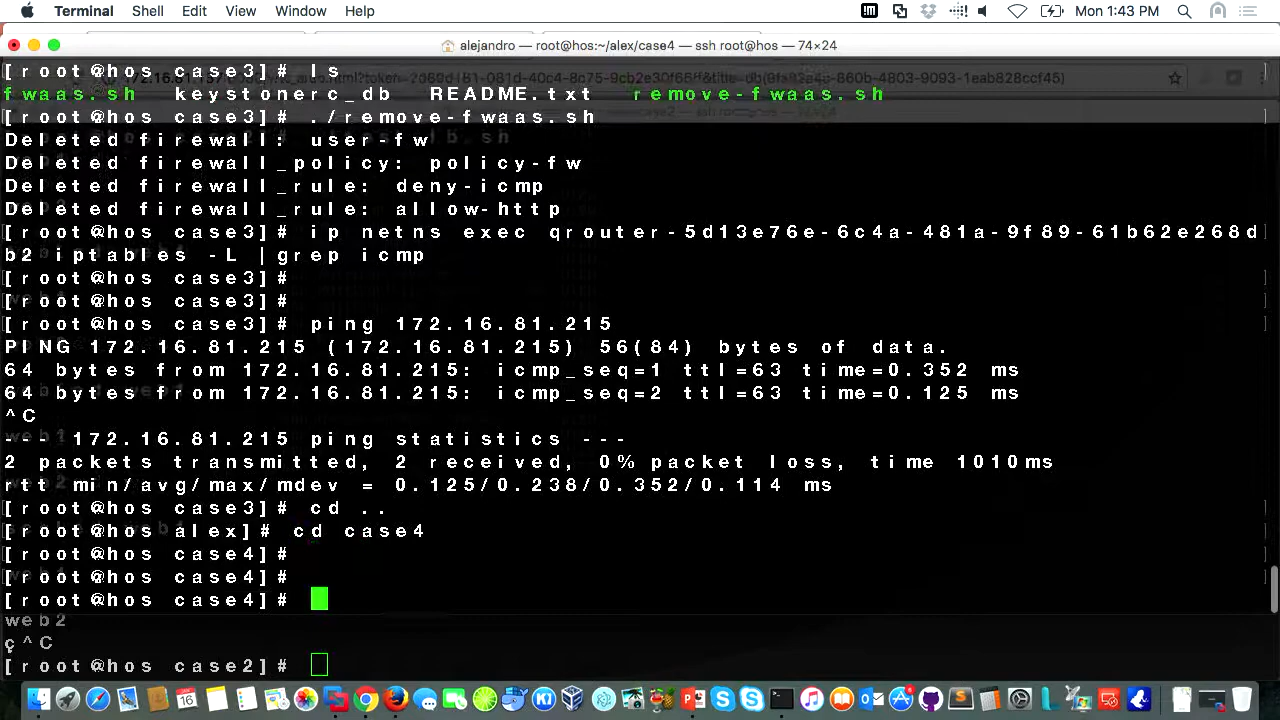 Terminal Shell Edit View Window Help Mon 1:43 PM
alejandro — root@hos:~/alex/case4 — ssh root@hos — 74×24
[root@hos case3]# ls
fwaas.sh keystonerc_db README.txt remove-fwaas.sh
[root@hos case3]# ./remove-fwaas.sh
Deleted firewall: user-fw
Deleted firewall_policy: policy-fw
Deleted firewall_rule: deny-icmp
Deleted firewall_rule: allow-http
[root@hos case3]# ip netns exec qrouter-5d13e76e-6c4a-481a-9f89-61b62e268d
b2 iptables -L |grep icmp
[root@hos case3]#
[root@hos case3]#
[root@hos case3]# ping 172.16.81.215
PING 172.16.81.215 (172.16.81.215) 56(84) bytes of data.
64 bytes from 172.16.81.215: icmp_seq=1 ttl=63 time=0.352 ms
64 bytes from 172.16.81.215: icmp_seq=2 ttl=63 time=0.125 ms
^C
--- 172.16.81.215 ping statistics ---
2 packets transmitted, 2 received, 0% packet loss, time 1010ms
rtt min/avg/max/mdev = 0.125/0.238/0.352/0.114 ms
[root@hos case3]# cd ..
[root@hos alex]# cd case4
[root@hos case4]#
[root@hos case4]#
[root@hos case4]#
web2
ç^C
[root@hos case2]#